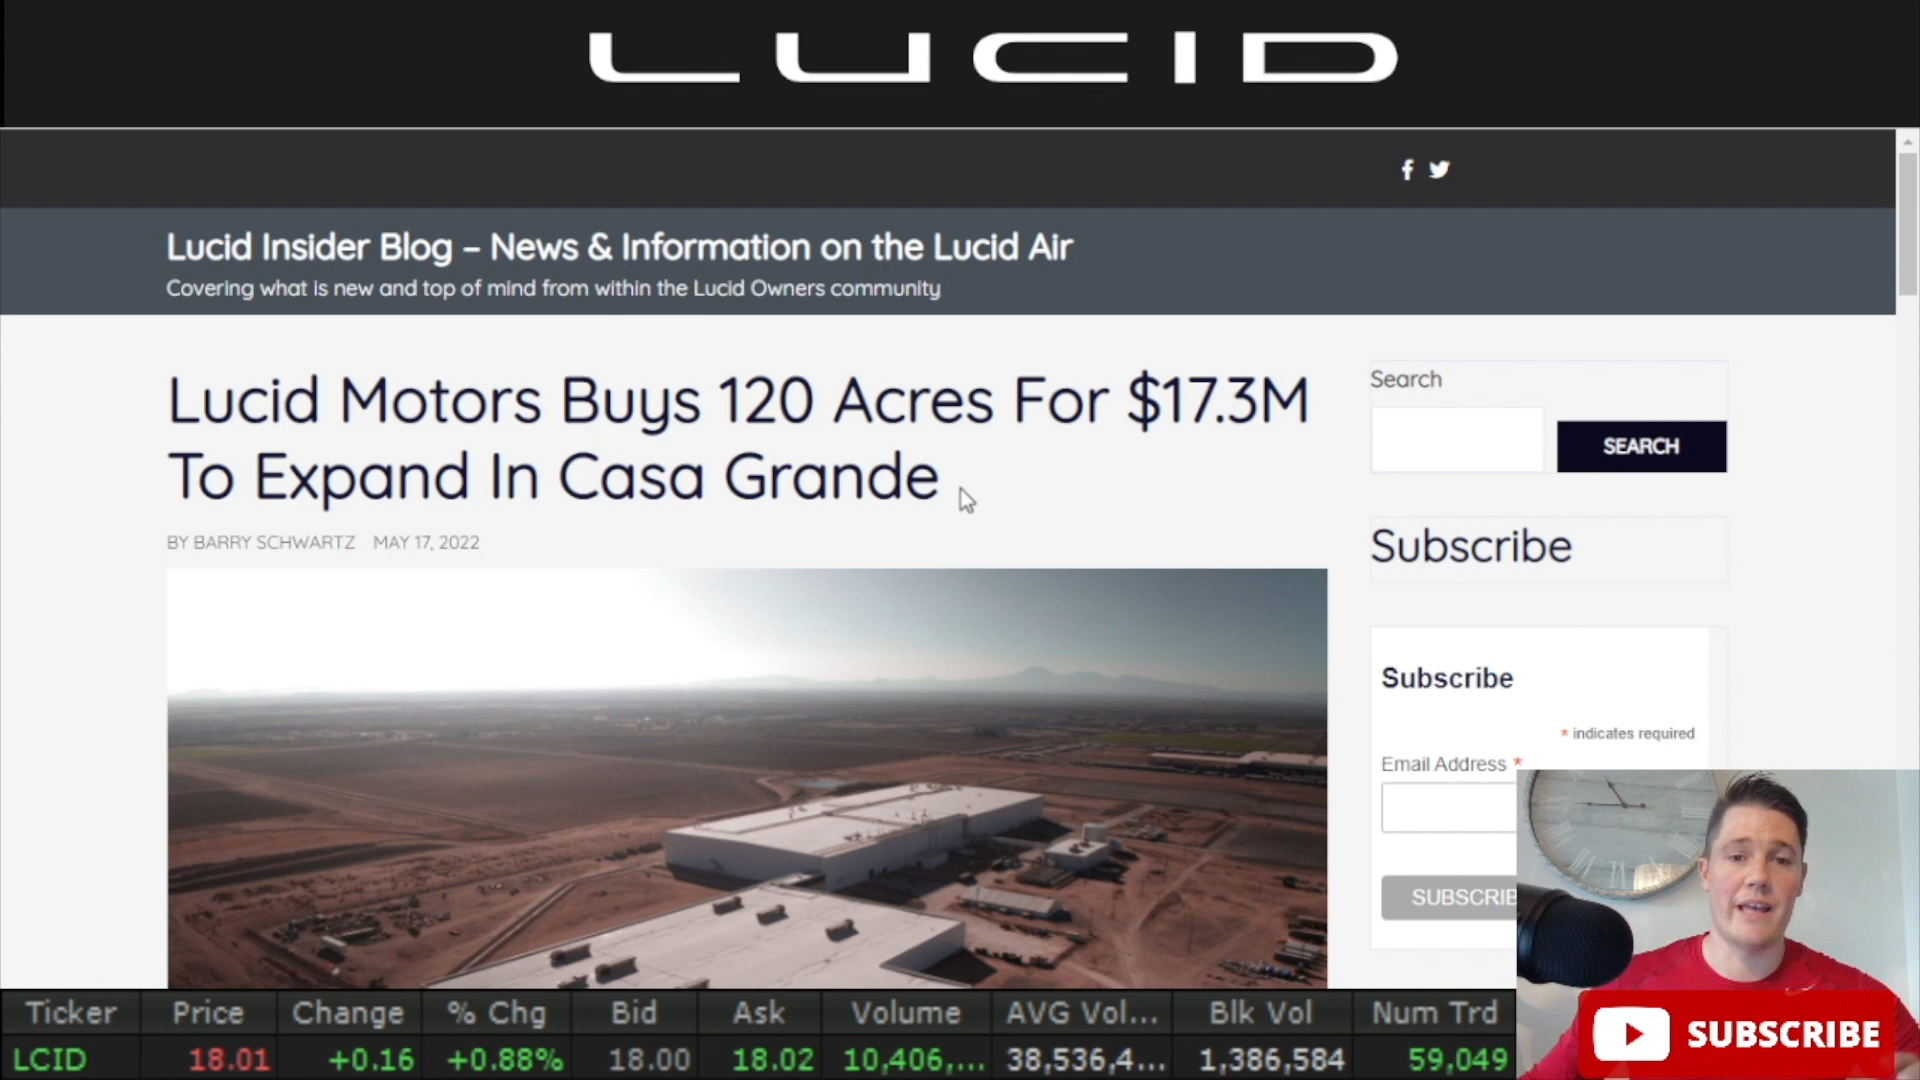 LUCID
Lucid Insider Blog – News & Information on the Lucid Air
Covering what is new and top of mind from within the Lucid Owners community
Lucid Motors Buys 120 Acres For $17.3M
To Expand In Casa Grande
BY BARRY SCHWARTZ MAY 17, 2022
Search
SEARCH
Subscribe
Subscribe
* indicates required
Email Address *
SUBSCRIB
Ticker Price Change % Chg Bid Ask Volume AVG Vol... Blk Vol Num Trd
LCID 18.01 +0.16 +0.88% 18.00 18.02 10,406,... 38,536,4... 1,386,584 59,049
SUBSCRIBE